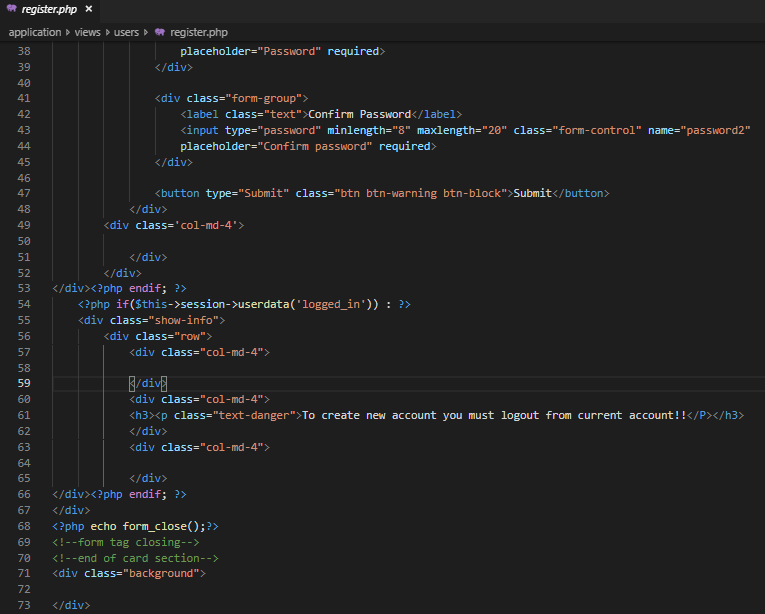 register.php ×
application › views › users › register.php
38 placeholder="Password" required>
39 </div>
40
41 <div class="form-group">
42 <label class="text">Confirm Password</label>
43 <input type="password" minlength="8" maxlength="20" class="form-control" name="password2"
44 placeholder="Confirm password" required>
45 </div>
46
47 <button type="Submit" class="btn btn-warning btn-block">Submit</button>
48 </div>
49 <div class='col-md-4'>
50
51 </div>
52 </div>
53 </div><?php endif; ?>
54 <?php if($this->session->userdata('logged_in')) : ?>
55 <div class="show-info">
56 <div class="row">
57 <div class="col-md-4">
58
59 </div>
60 <div class="col-md-4">
61 <h3><p class="text-danger">To create new account you must logout from current account!!</P></h3>
62 </div>
63 <div class="col-md-4">
64
65 </div>
66 </div><?php endif; ?>
67 </div>
68 <?php echo form_close();?>
69 <!--form tag closing-->
70 <!--end of card section-->
71 <div class="background">
72
73 </div>